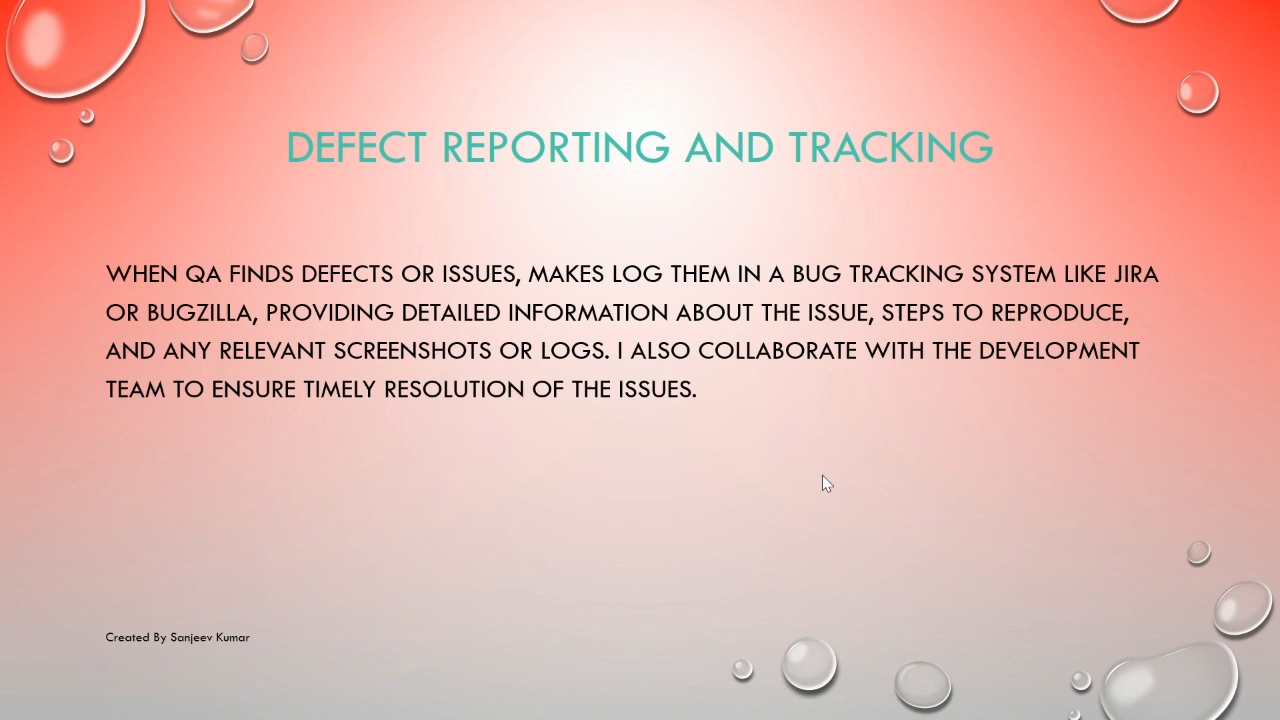 DEFECT REPORTING AND TRACKING
WHEN QA FINDS DEFECTS OR ISSUES, MAKES LOG THEM IN A BUG TRACKING SYSTEM LIKE JIRA
OR BUGZILLA, PROVIDING DETAILED INFORMATION ABOUT THE ISSUE, STEPS TO REPRODUCE,
AND ANY RELEVANT SCREENSHOTS OR LOGS. I ALSO COLLABORATE WITH THE DEVELOPMENT
TEAM TO ENSURE TIMELY RESOLUTION OF THE ISSUES.
Created By Sanjeev Kumar